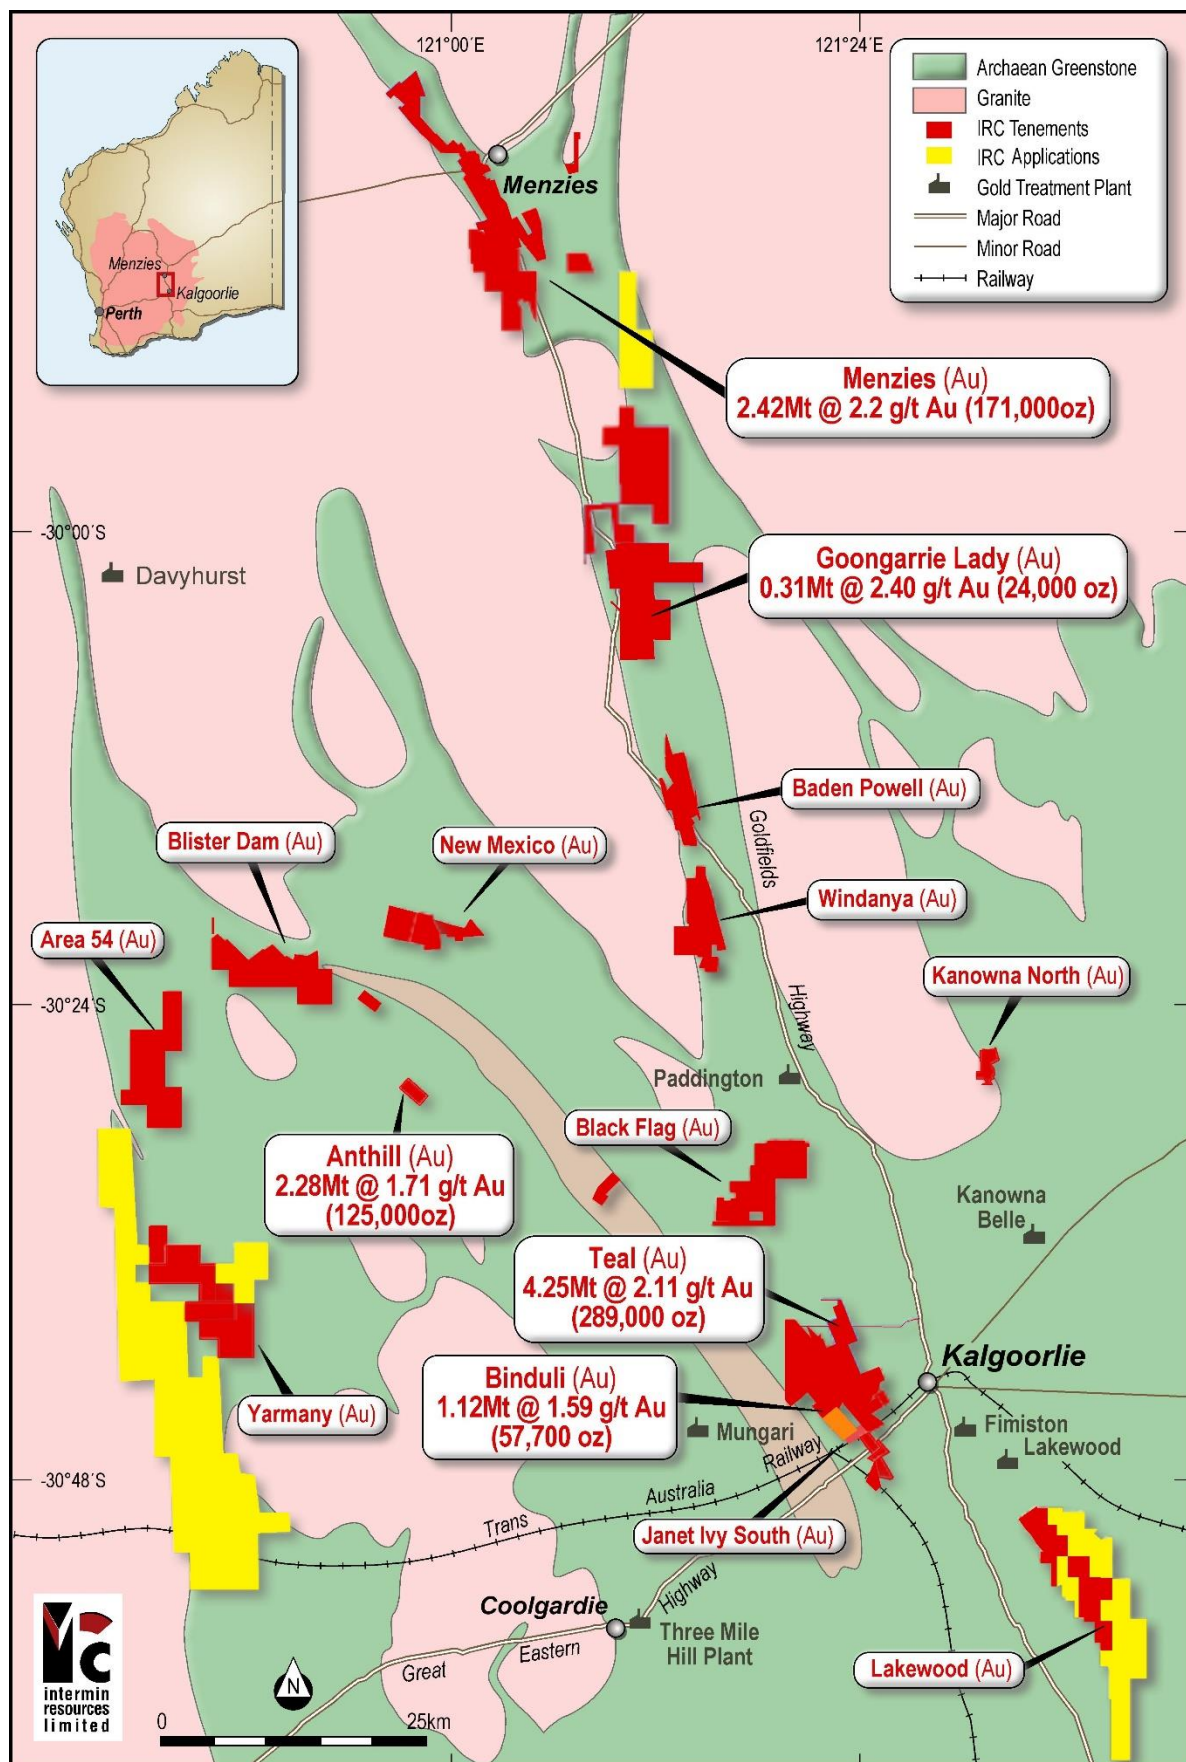 121°00´E
121°24´E
Archaean Greenstone
Granite
IRC Tenements
IRC Applications
Gold Treatment Plant
Major Road
Minor Road
Railway
Menzies
Kalgoorlie
Perth
Menzies
Menzies (Au)
2.42Mt @ 2.2 g/t Au (171,000oz)
-30°00´S
Davyhurst
Goongarrie Lady (Au)
0.31Mt @ 2.40 g/t Au (24,000 oz)
Baden Powell (Au)
Goldfields
Highway
Blister Dam (Au)
New Mexico (Au)
Windanya (Au)
Area 54 (Au)
Kanowna North (Au)
-30°24´S
Paddington
Black Flag (Au)
Anthill (Au)
2.28Mt @ 1.71 g/t Au
(125,000oz)
Kanowna
Belle
Teal (Au)
4.25Mt @ 2.11 g/t Au
(289,000 oz)
Kalgoorlie
Binduli (Au)
1.12Mt @ 1.59 g/t Au
(57,700 oz)
Yarmany (Au)
Mungari
Fimiston
Lakewood
-30°48´S
Trans
Australia
Railway
Janet Ivy South (Au)
Coolgardie
Three Mile
Hill Plant
Great
Eastern
Highway
Lakewood (Au)
N
0
25km
intermin
resources
limited